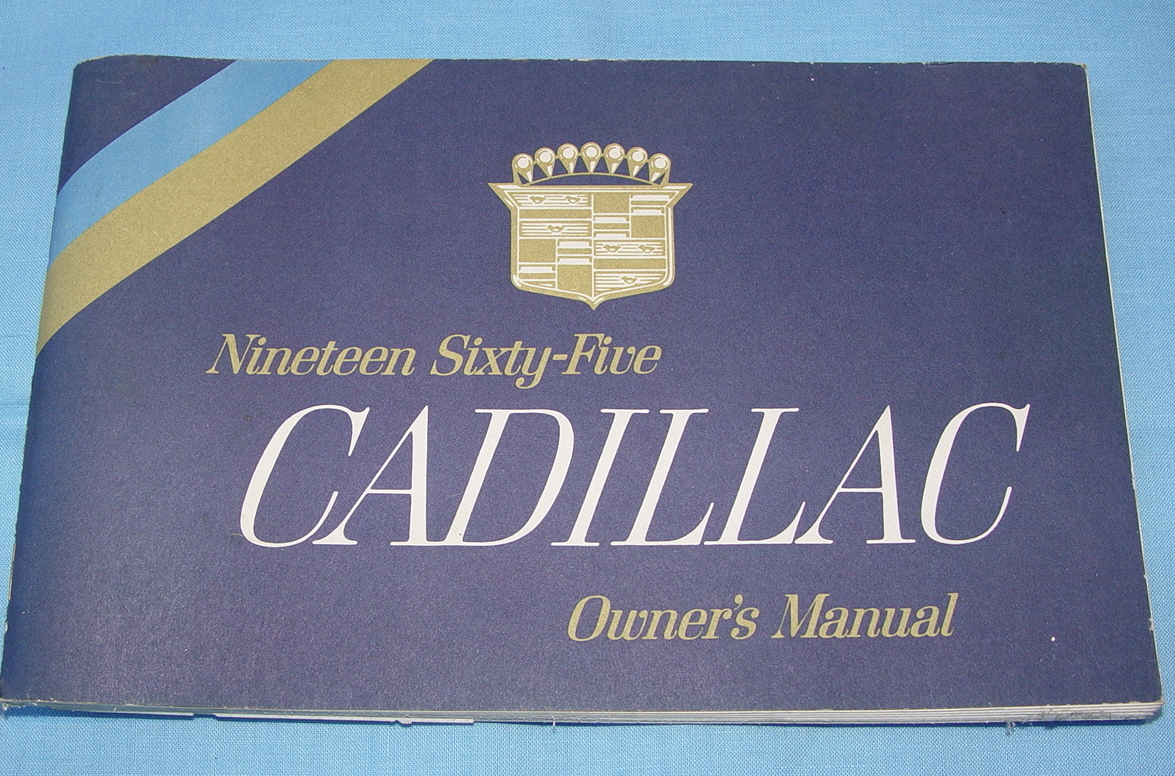 Nineteen Sixty-Five
CADILLAC
Owner's Manual